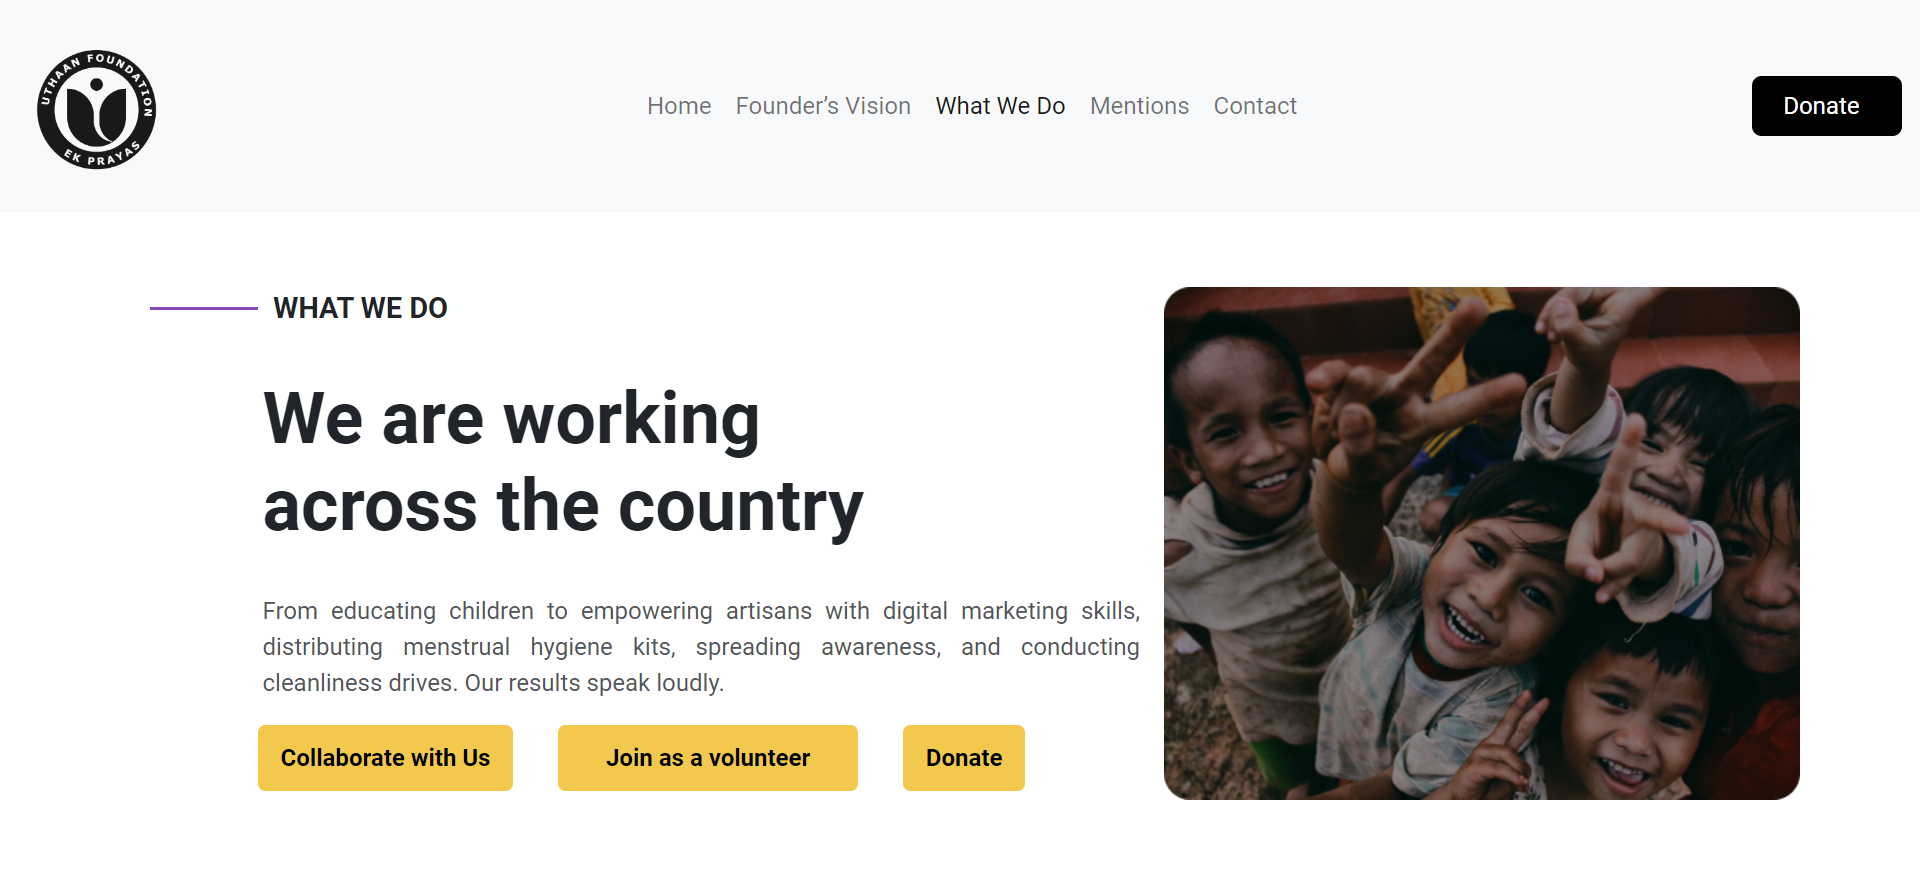 UTHAAN FOUNDATION
EK PRAYAS
Home Founder’s Vision What We Do Mentions Contact
Donate
WHAT WE DO
We are working
across the country
From educating children to empowering artisans with digital marketing skills,
distributing menstrual hygiene kits, spreading awareness, and conducting
cleanliness drives. Our results speak loudly.
Collaborate with Us Join as a volunteer Donate